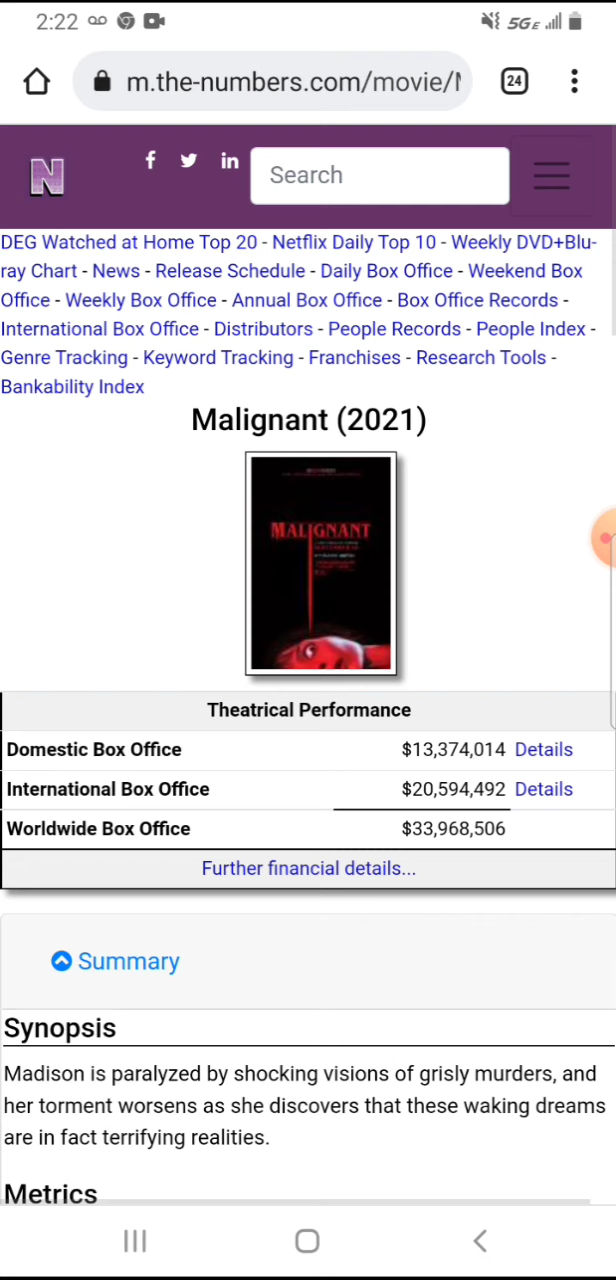 2:22
5GE
m.the-numbers.com/movie/
24
N
f in Search
DEG Watched at Home Top 20 - Netflix Daily Top 10 - Weekly DVD+Blu-
ray Chart - News - Release Schedule - Daily Box Office - Weekend Box
Office - Weekly Box Office - Annual Box Office - Box Office Records -
International Box Office - Distributors - People Records - People Index -
Genre Tracking - Keyword Tracking - Franchises - Research Tools -
Bankability Index
Malignant (2021)
MALIGNANT
Theatrical Performance
Domestic Box Office $13,374,014 Details
International Box Office $20,594,492 Details
Worldwide Box Office $33,968,506
Further financial details...
Summary
Synopsis
Madison is paralyzed by shocking visions of grisly murders, and
her torment worsens as she discovers that these waking dreams
are in fact terrifying realities.
Metrics